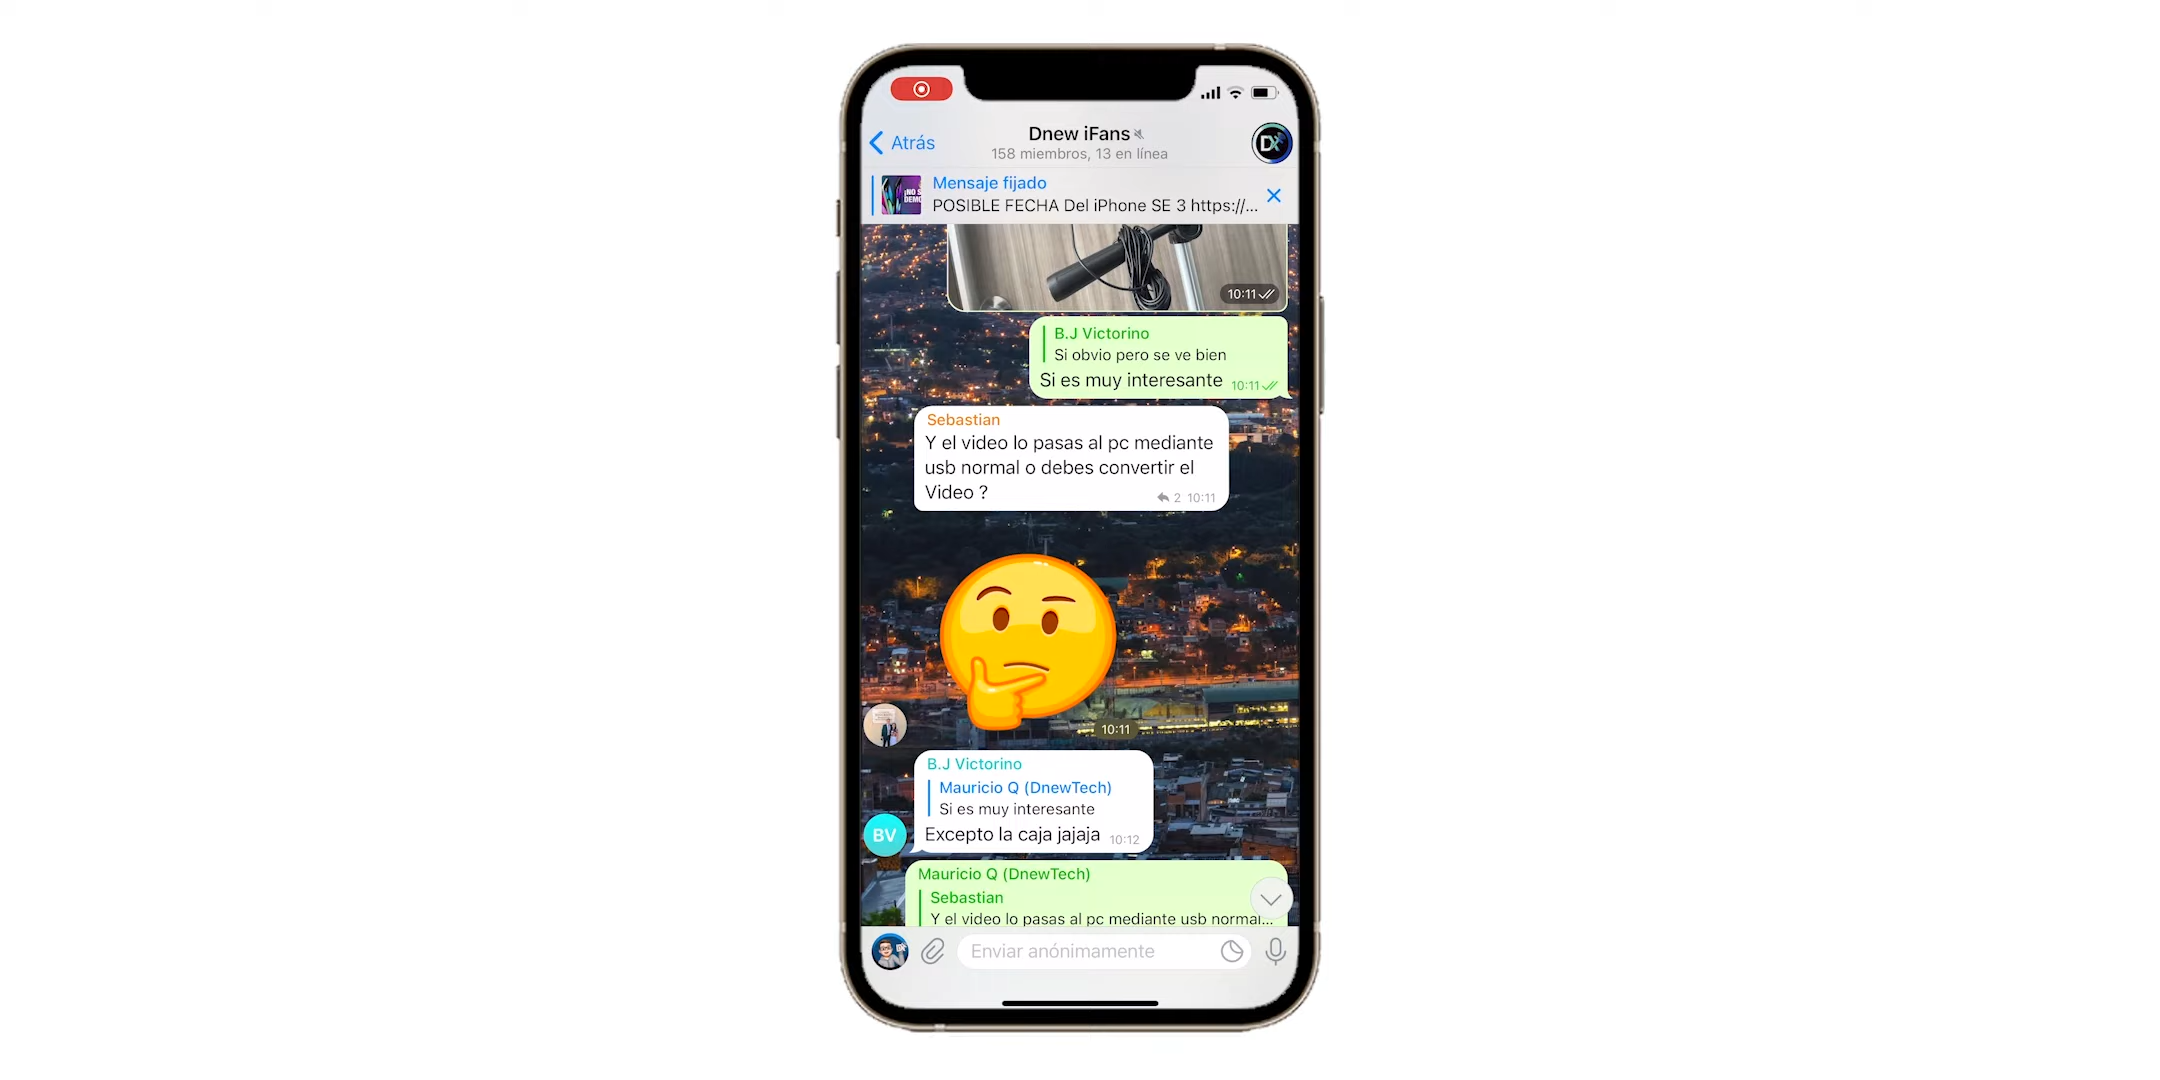 Atrás
Dnew iFans
158 miembros, 13 en línea
Mensaje fijado
POSIBLE FECHA Del iPhone SE 3 https://...
¡NO S
DEMO
10:11
B.J Victorino
Si obvio pero se ve bien
Si es muy interesante 10:11
Sebastian
Y el video lo pasas al pc mediante
usb normal o debes convertir el
Video ?
2 10:11
10:11
B.J Victorino
Mauricio Q (DnewTech)
Si es muy interesante
Excepto la caja jajaja 10:12
BV
Mauricio Q (DnewTech)
Sebastian
Y el video lo pasas al pc mediante usb normal...
Enviar anónimamente